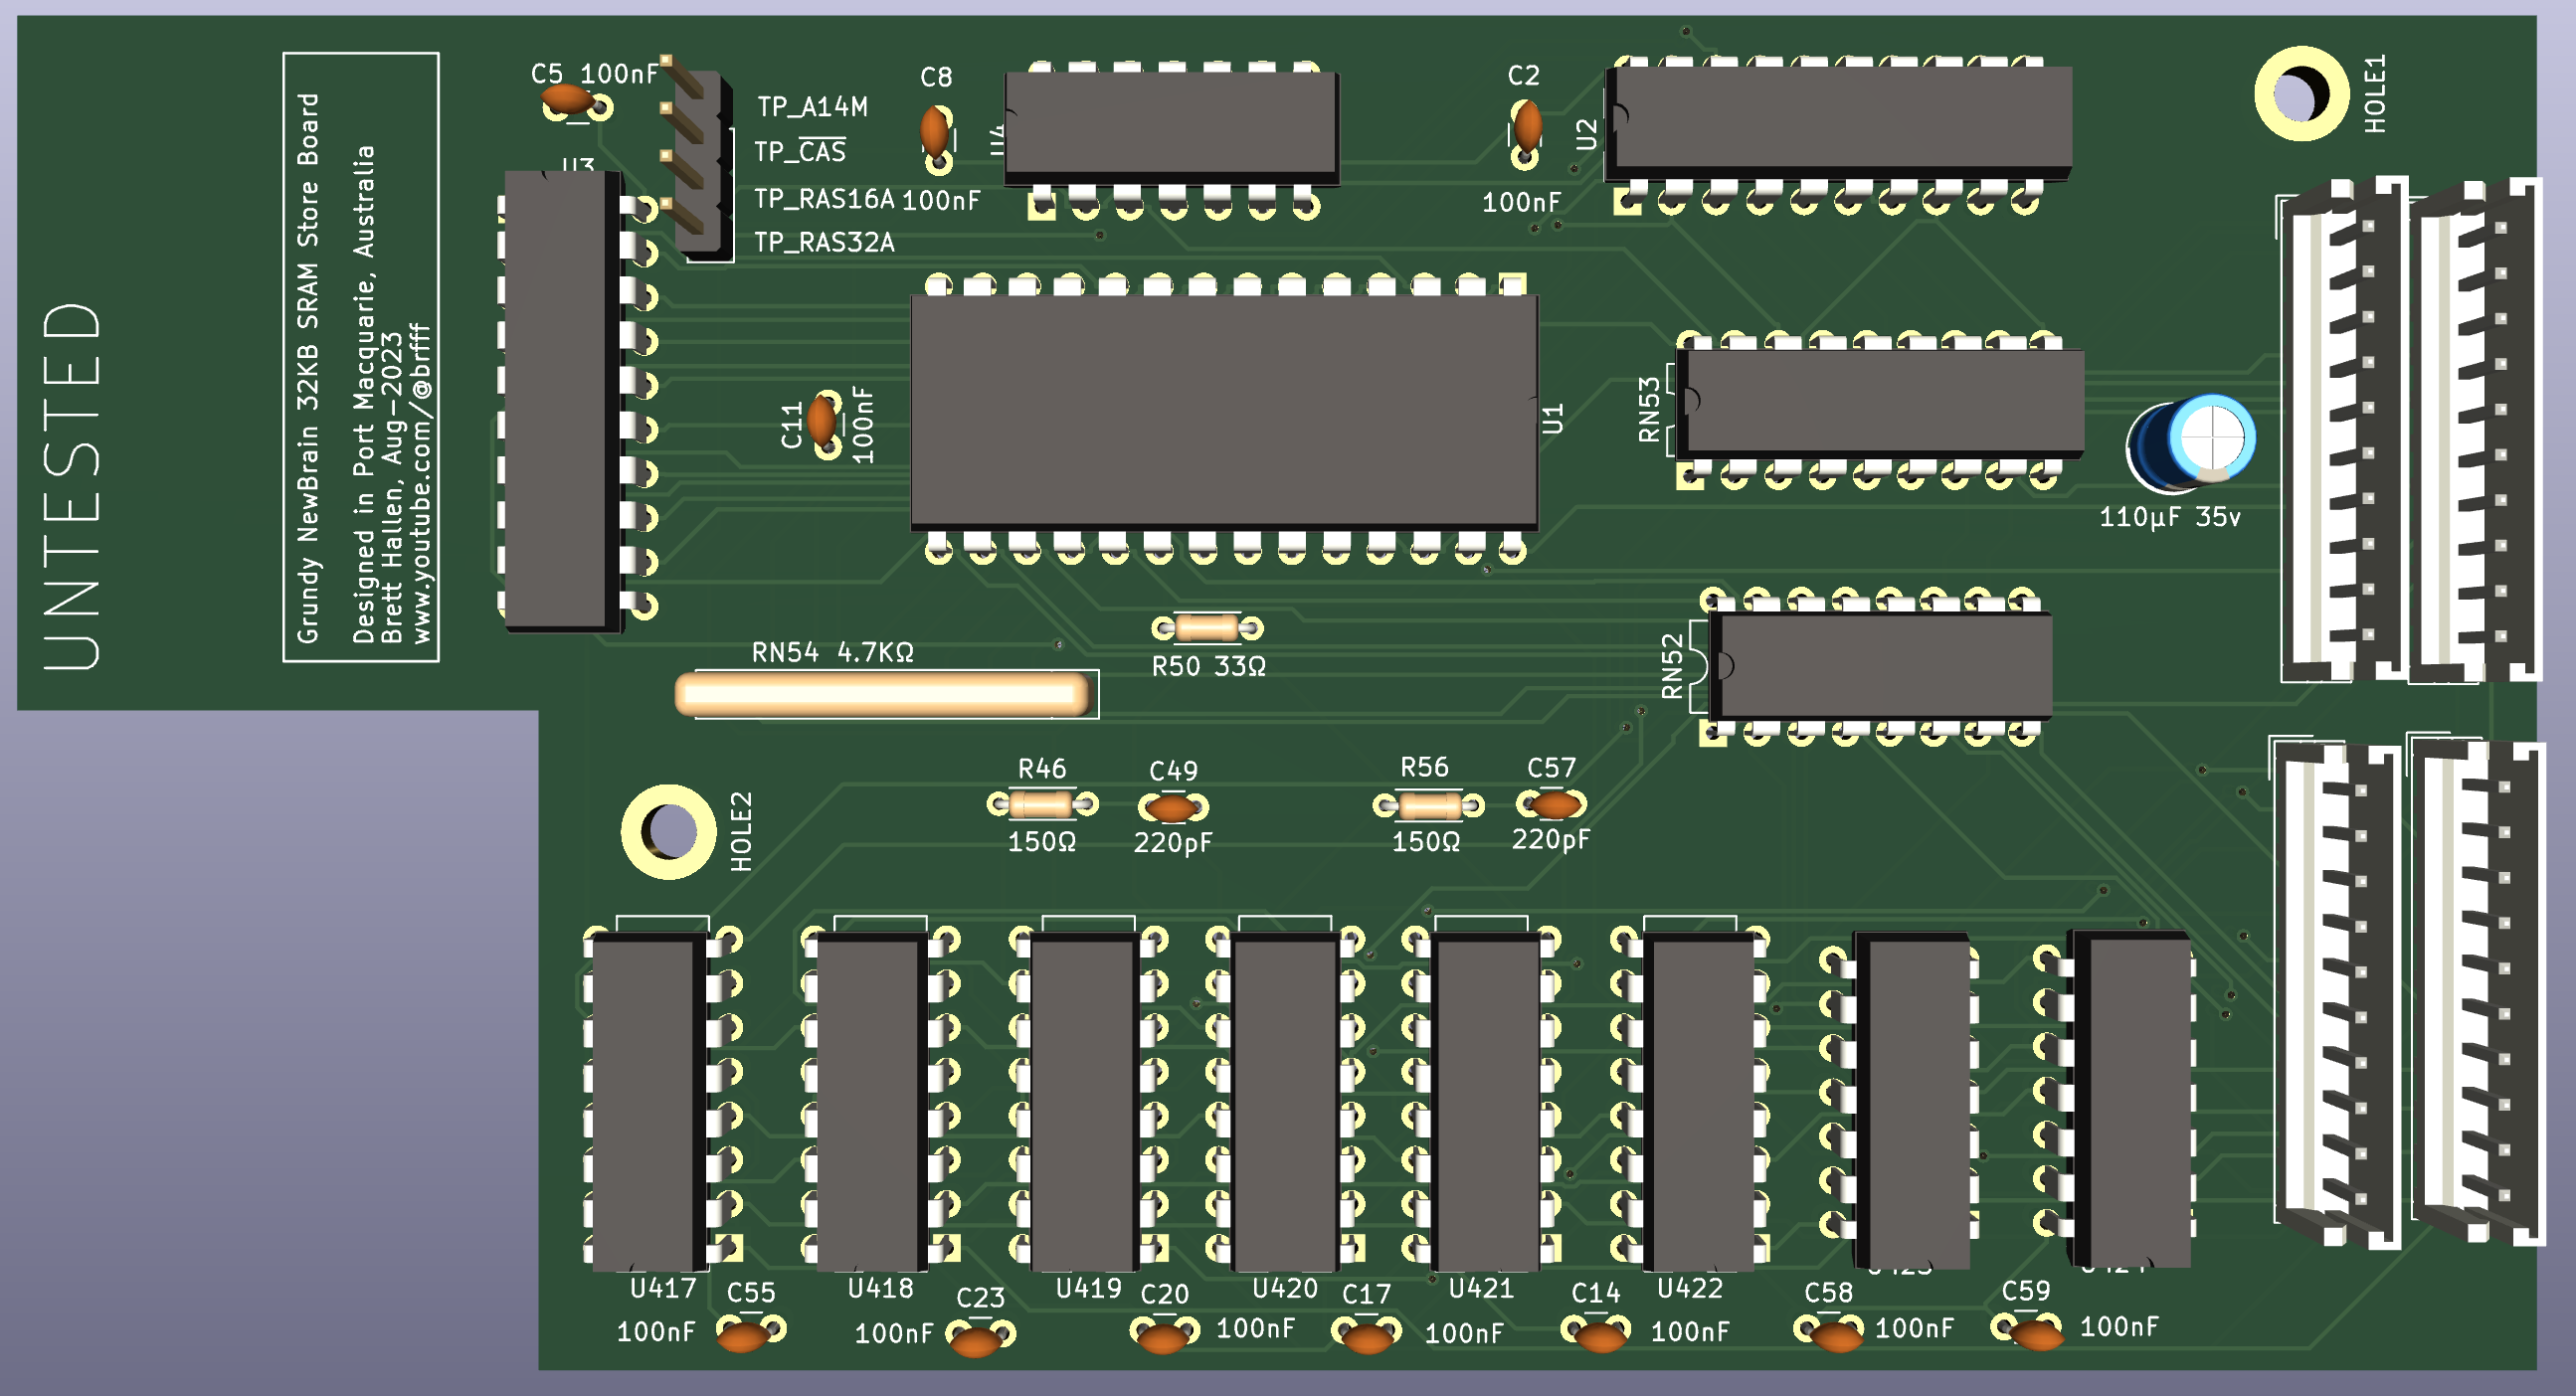 UNTESTED
Grundy NewBrain 32KB SRAM Store Board
Designed in Port Macquarie, Australia
Brett Hallen, Aug-2023
www.youtube.com/@brfff
C5 100nF
U3
TP_A14M
TP_CAS
TP_RAS16A
TP_RAS32A
C8
100nF
U4
C2
100nF
U2
HOLE1
C11
100nF
U1
RN53
110µF 35v
RN54 4.7KΩ
R50 33Ω
RN52
HOLE2
R46
150Ω
C49
220pF
R56
150Ω
C57
220pF
U417
U418
U419
U420
U421
U422
C55
100nF
C23
100nF
C20
100nF
C17
100nF
C14
100nF
C58
100nF
C59
100nF